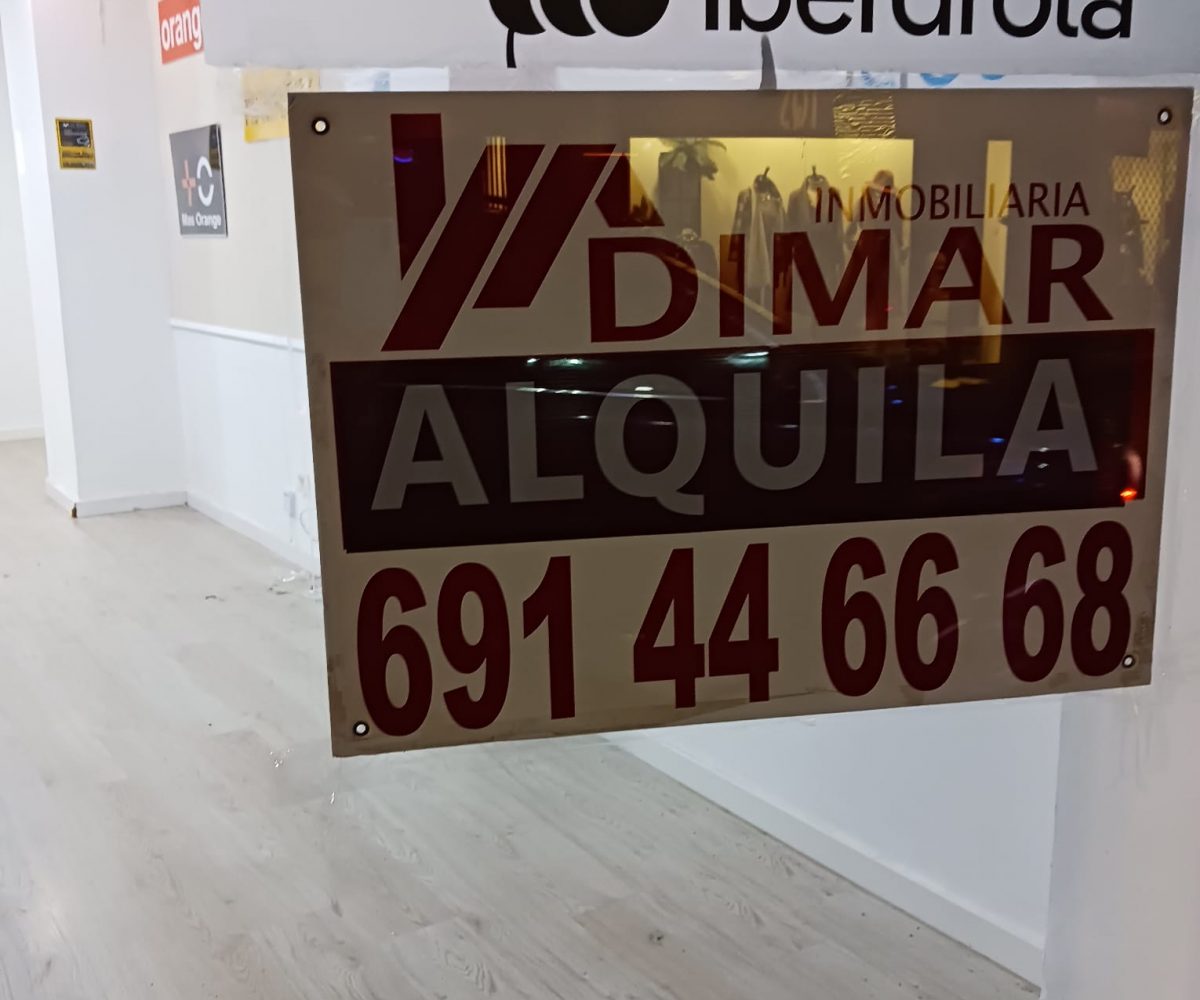 iberdrola
orang
Mas Orange
INMOBILIARIA
DIMAR
ALQUILA
691 44 66 68